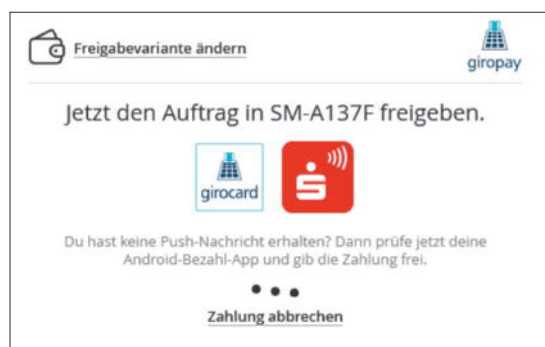 Freigabevariante ändern
giropay
Jetzt den Auftrag in SM-A137F freigeben.
girocard
Du hast keine Push-Nachricht erhalten? Dann prüfe jetzt deine
Android-Bezahl-App und gib die Zahlung frei.
Zahlung abbrechen